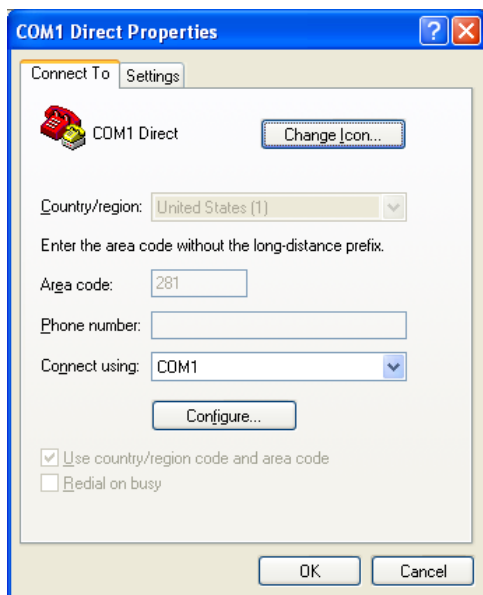 COM1 Direct Properties
?
Connect To
Settings
COM1 Direct
Change Icon...
Country/region: United States (1)
Enter the area code without the long-distance prefix.
Area code: 281
Phone number:
Connect using: COM1
Configure...
Use country/region code and area code
Redial on busy
OK Cancel